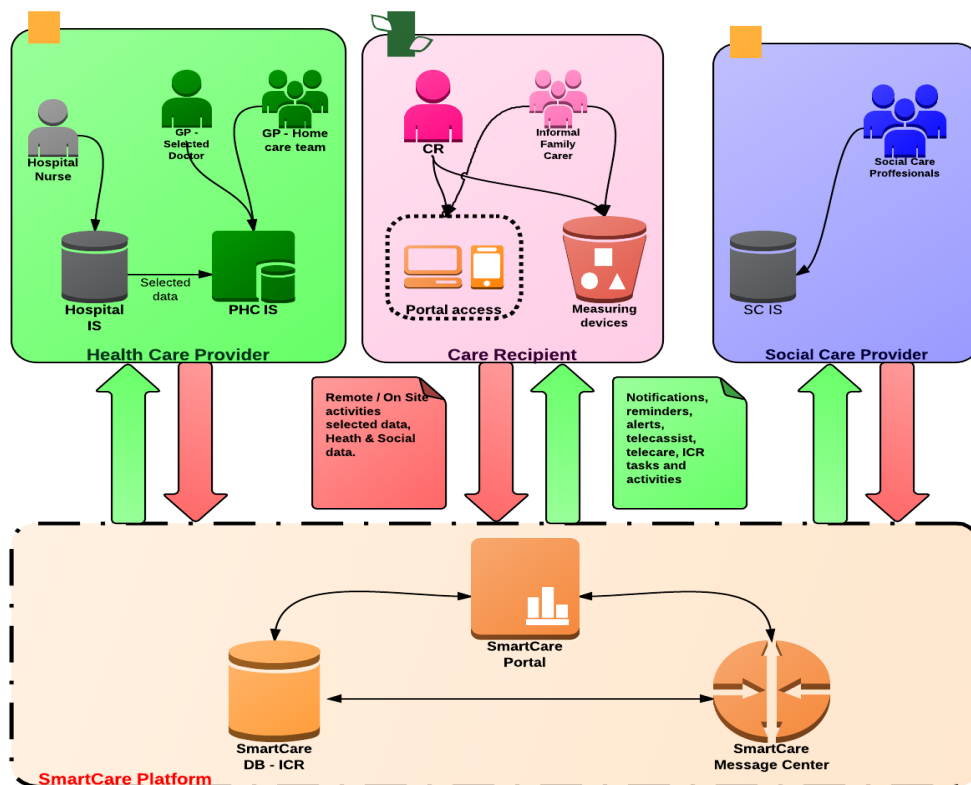 Hospital
Nurse
GP -
Selected
Doctor
GP - Home
care team
Hospital
IS
Selected
data
PHC IS
Health Care Provider
CR
Informal
Family
Carer
Portal access
Measuring
devices
Care Recipient
Social Care
Proffesionals
SC IS
Social Care Provider
Remote / On Site
activities
selected data,
Heath & Social
data.
Notifications,
reminders,
alerts,
telecassist,
telecare, ICR
tasks and
activities
SmartCare
Portal
SmartCare
DB - ICR
SmartCare
Message Center
SmartCare Platform